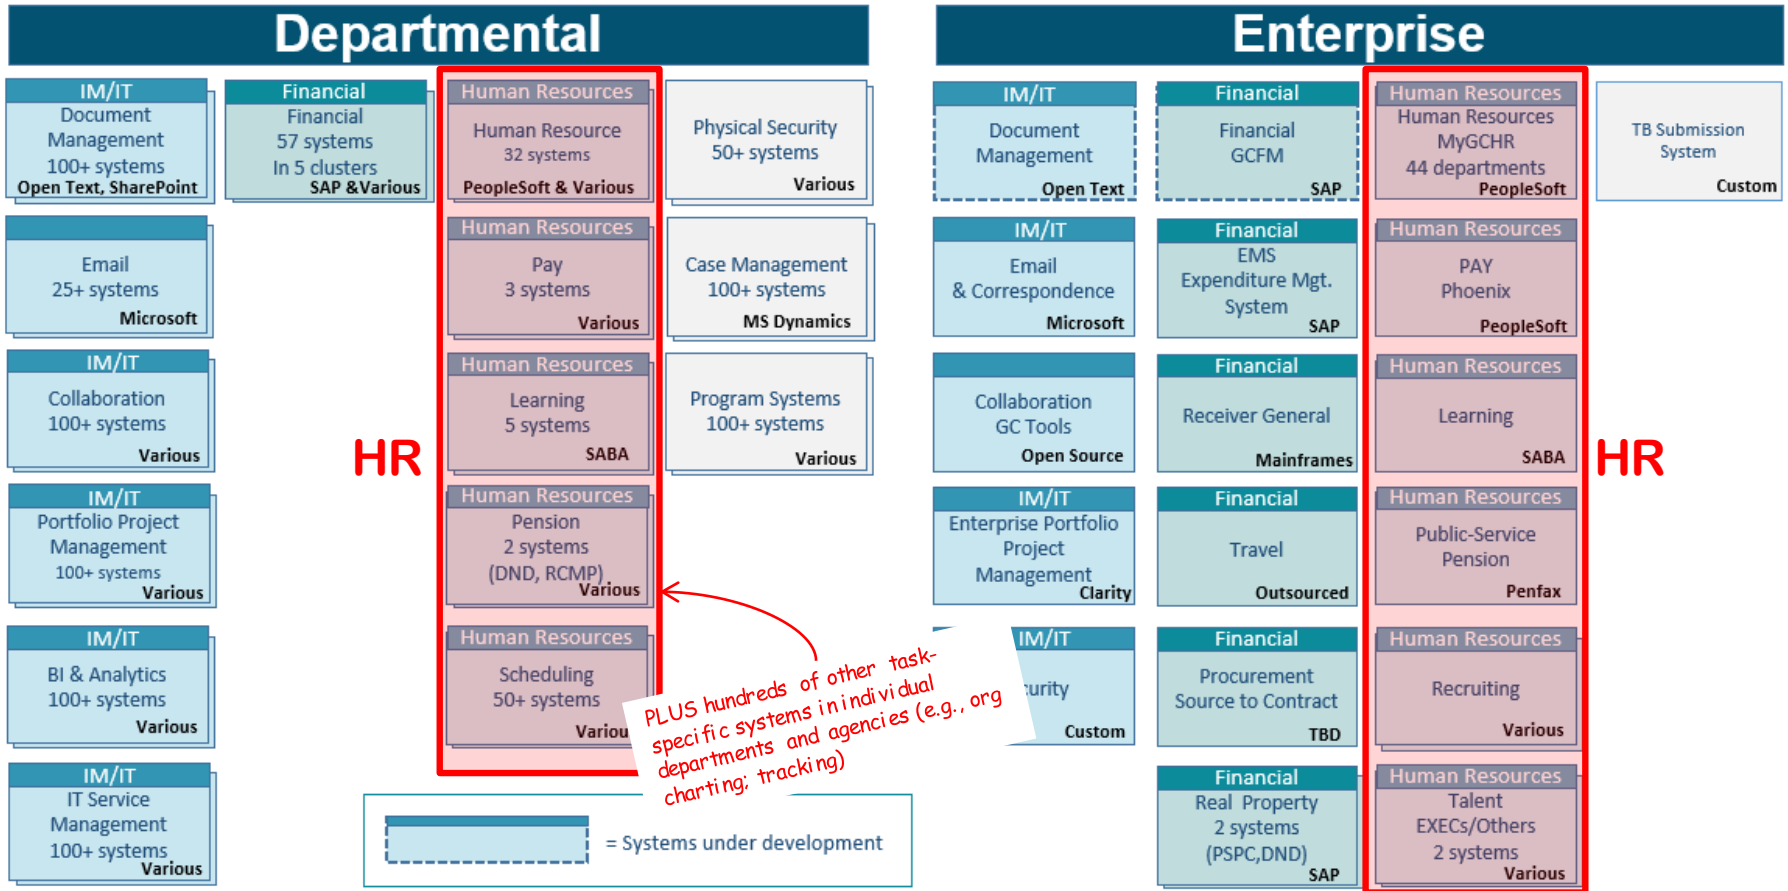 Departmental
IM/IT
Document
Management
100+ systems
Open Text, SharePoint
Financial
Financial
57 systems
In 5 clusters
SAP &Various
Human Resources
Human Resource
32 systems
PeopleSoft & Various
Physical Security
50+ systems
Various
Email
25+ systems
Microsoft
Human Resources
Pay
3 systems
Various
Case Management
100+ systems
MS Dynamics
IM/IT
Collaboration
100+ systems
Various
Human Resources
Learning
5 systems
SABA
Program Systems
100+ systems
Various
HR
IM/IT
Portfolio Project
Management
100+ systems
Various
Human Resources
Pension
2 systems
(DND, RCMP)
Various
IM/IT
BI & Analytics
100+ systems
Various
Human Resources
Scheduling
50+ systems
Variou
PLUS hundreds of other task-
specific systems in individual
departments and agencies (e.g., org
charting; tracking)
IM/IT
IT Service
Management
100+ systems
Various
= Systems under development
Enterprise
IM/IT
Document
Management
Open Text
Financial
Financial
GCFM
SAP
Human Resources
Human Resources
MyGCHR
44 departments
PeopleSoft
TB Submission
System
Custom
IM/IT
Email
& Correspondence
Microsoft
Financial
EMS
Expenditure Mgt.
System
SAP
Human Resources
PAY
Phoenix
PeopleSoft
Collaboration
GC Tools
Open Source
Financial
Receiver General
Mainframes
Human Resources
Learning
SABA
HR
IM/IT
Enterprise Portfolio
Project
Management
Clarity
Financial
Travel
Outsourced
Human Resources
Public-Service
Pension
Penfax
IM/IT
curity
Custom
Financial
Procurement
Source to Contract
TBD
Human Resources
Recruiting
Various
Financial
Real Property
2 systems
(PSPC,DND)
SAP
Human Resources
Talent
EXECs/Others
2 systems
Various